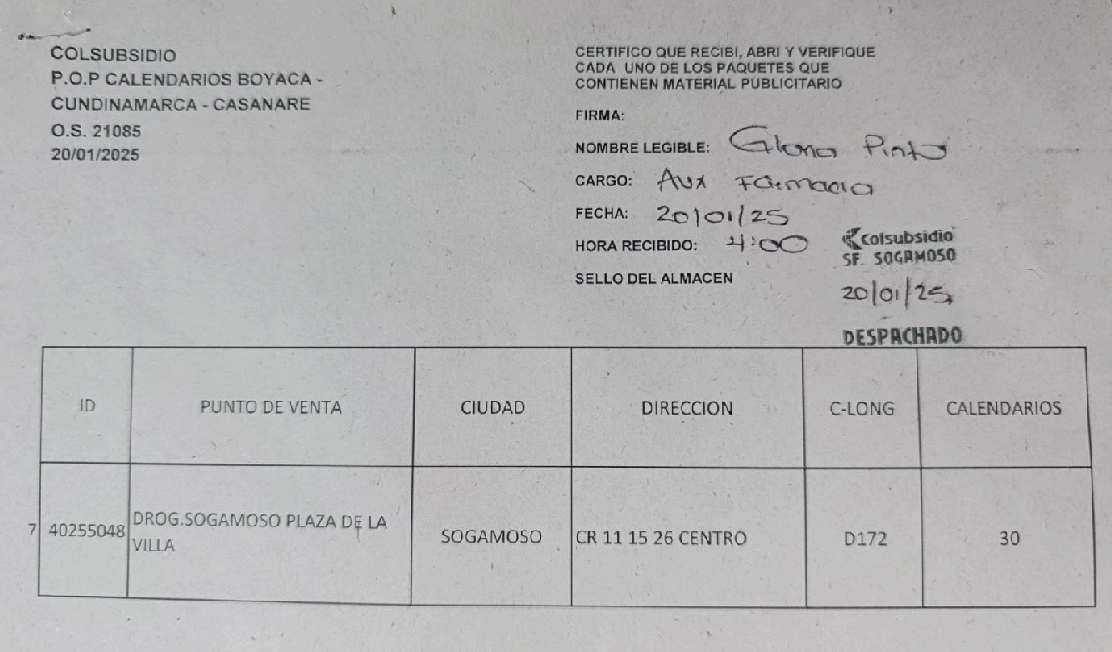 COLSUBSIDIO
P.O.P CALENDARIOS BOYACA -
CUNDINAMARCA - CASANARE
O.S. 21085
20/01/2025
CERTIFICO QUE RECIBI, ABRI Y VERIFIQUE
CADA UNO DE LOS PAQUETES QUE
CONTIENEN MATERIAL PUBLICITARIO
FIRMA:
NOMBRE LEGIBLE: Gloria Pinto
CARGO: Aux Farmacia
FECHA: 20/01/25
HORA RECIBIDO: 4:00
SELLO DEL ALMACEN
Colsubsidio
SF. SOGAMOSO
20/01/25
DESPACHADO
ID PUNTO DE VENTA CIUDAD DIRECCION C-LONG CALENDARIOS
7 40255048 DROG.SOGAMOSO PLAZA DE LA VILLA SOGAMOSO CR 11 15 26 CENTRO D172 30